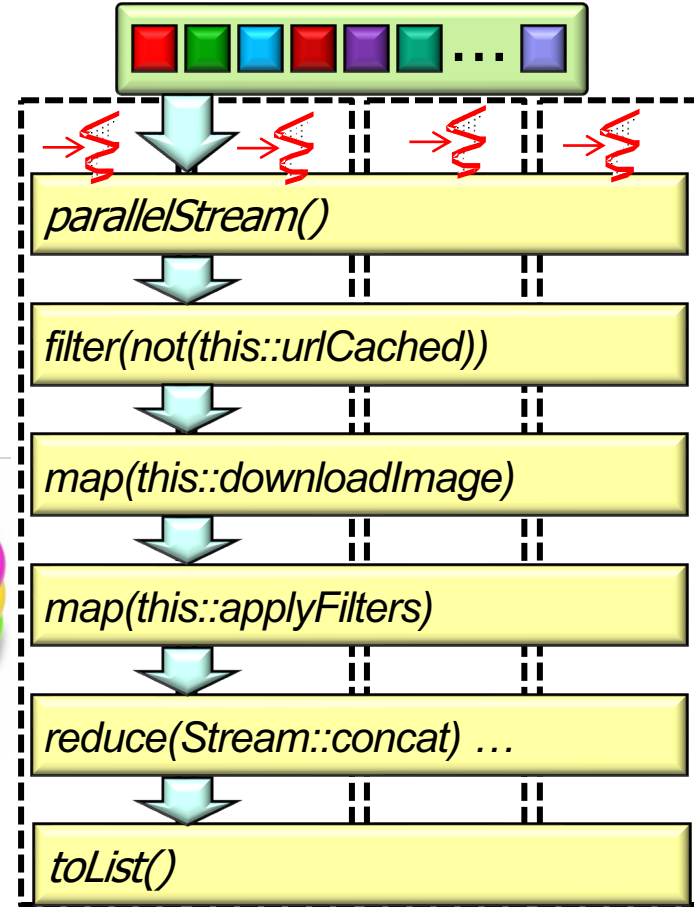 ...
parallelStream()
filter(not(this::urlCached))
map(this::downloadImage)
map(this::applyFilters)
reduce(Stream::concat) …
toList()